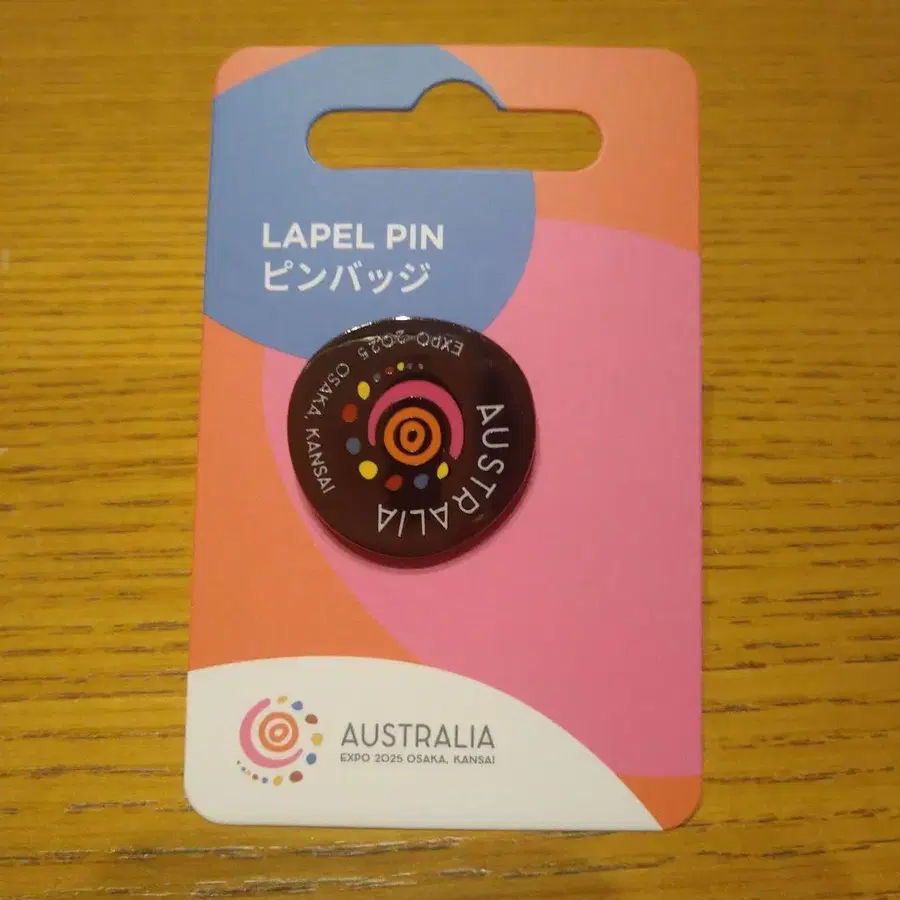 LAPEL PIN
ピンバッジ
EXPO 2025 OSAKA, KANSAI
AUSTRALIA
AUSTRALIA
EXPO 2025 OSAKA, KANSAI